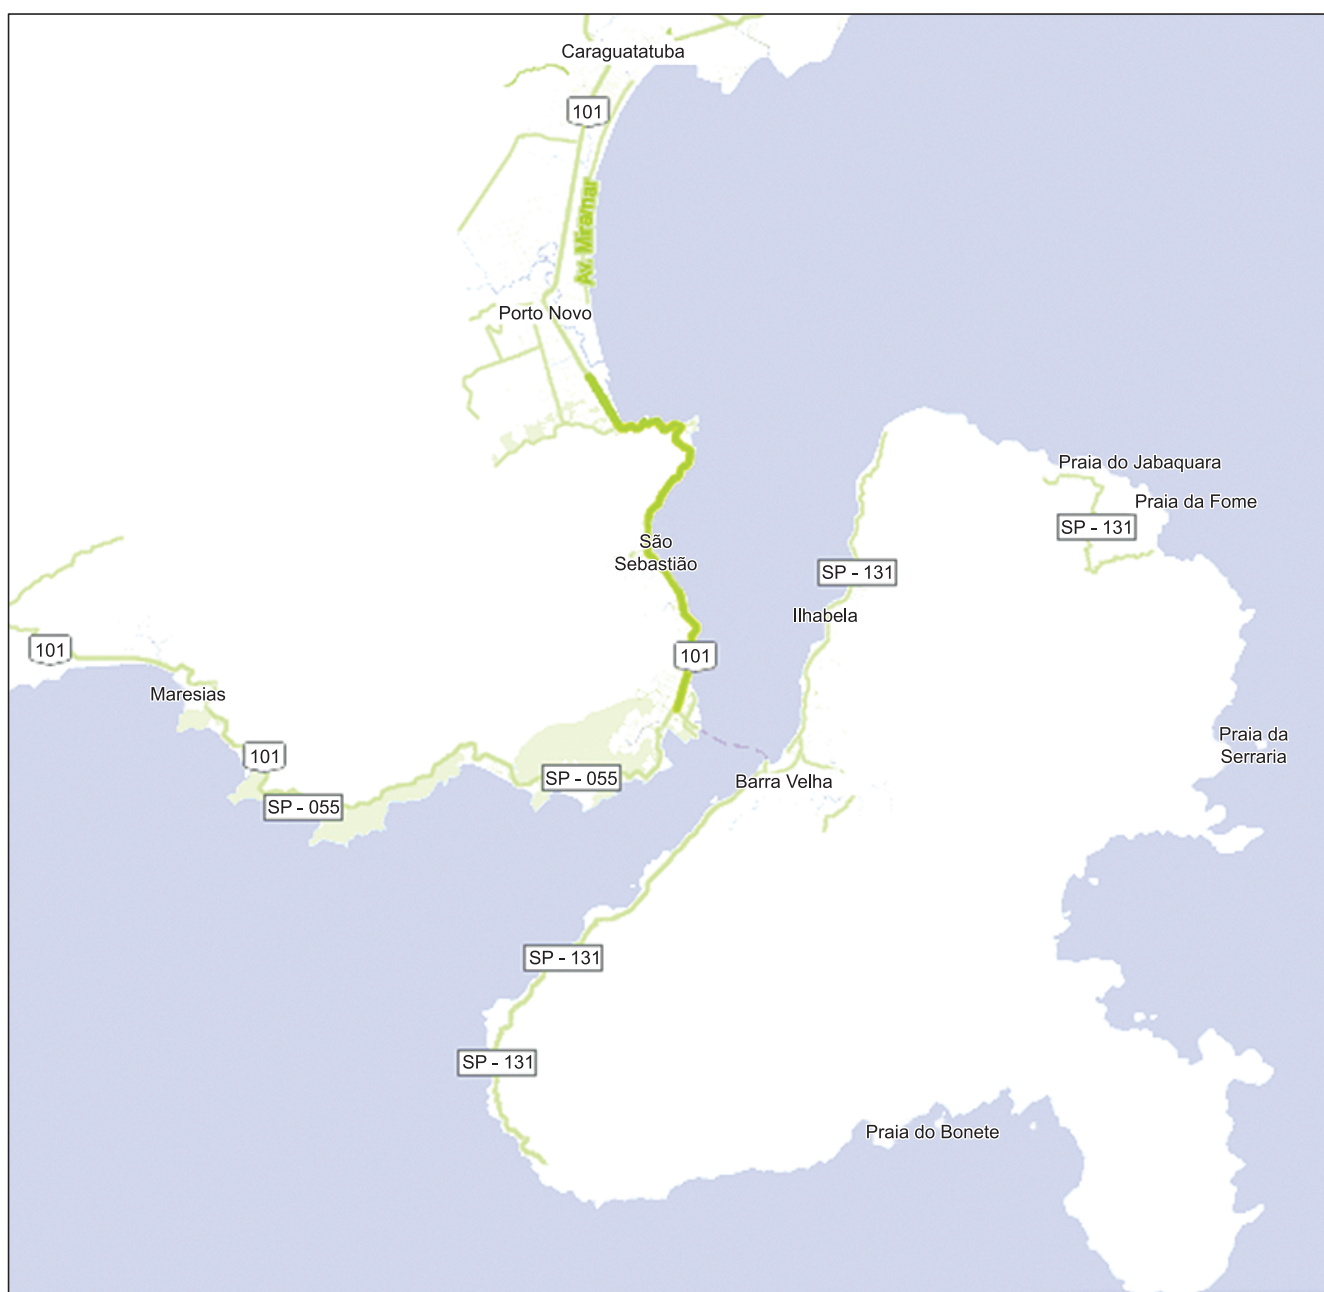 Caraguatatuba
101
Av. Miramar
Porto Novo
Praia do Jabaquara
Praia da Fome
SP - 131
São
Sebastião
SP - 131
Ilhabela
101
101
Maresias
Praia da
Serraria
101
SP - 055
Barra Velha
SP - 055
SP - 131
SP - 131
Praia do Bonete